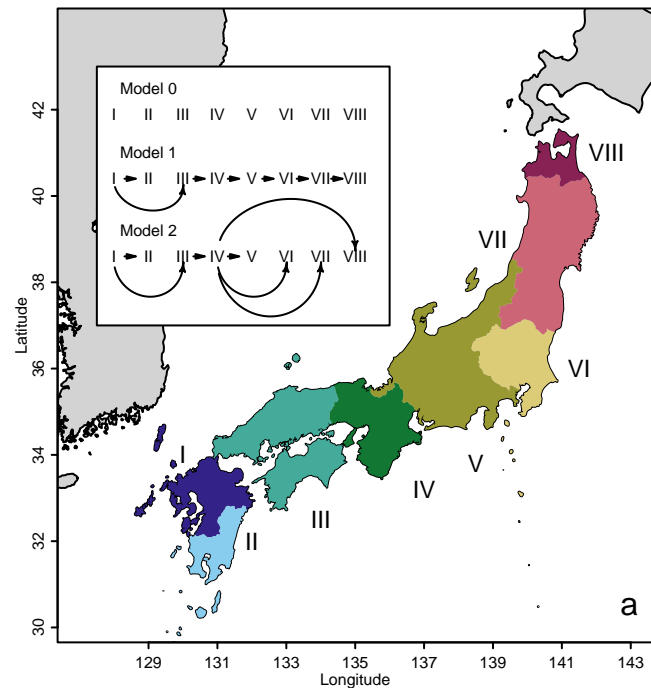 Model 0
I II III IV V VI VII VIII
Model 1
I II III IV V VI VII VIII
Model 2
I II III IV V VI VII VIII
VIII
VII
VI
V
IV
III
II
I
a
Latitude
42
40
38
36
34
32
30
129 131 133 135 137 139 141 143
Longitude